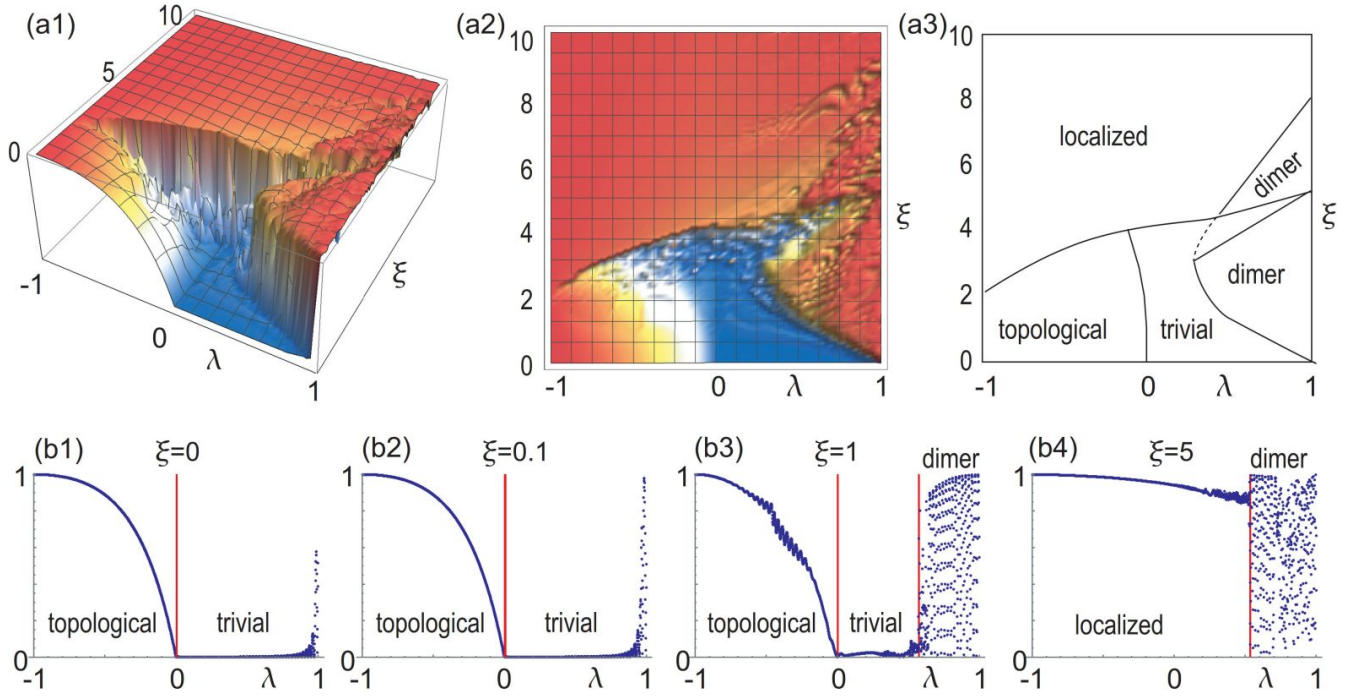 (a1)
10
5
0
ξ
-1
0
λ
1
(a2)
10
8
6
4
2
0
ξ
-1
0
λ
1
(a3)
10
8
6
4
2
0
ξ
localized
dimer
dimer
topological
trivial
-1
0
λ
1
(b1)
ξ=0
1
topological
trivial
0
-1
0
λ
1
(b2)
ξ=0.1
1
topological
trivial
0
-1
0
λ
1
(b3)
ξ=1
dimer
1
topological
trivial
0
-1
0
λ
1
(b4)
ξ=5
dimer
1
localized
0
-1
0
λ
1